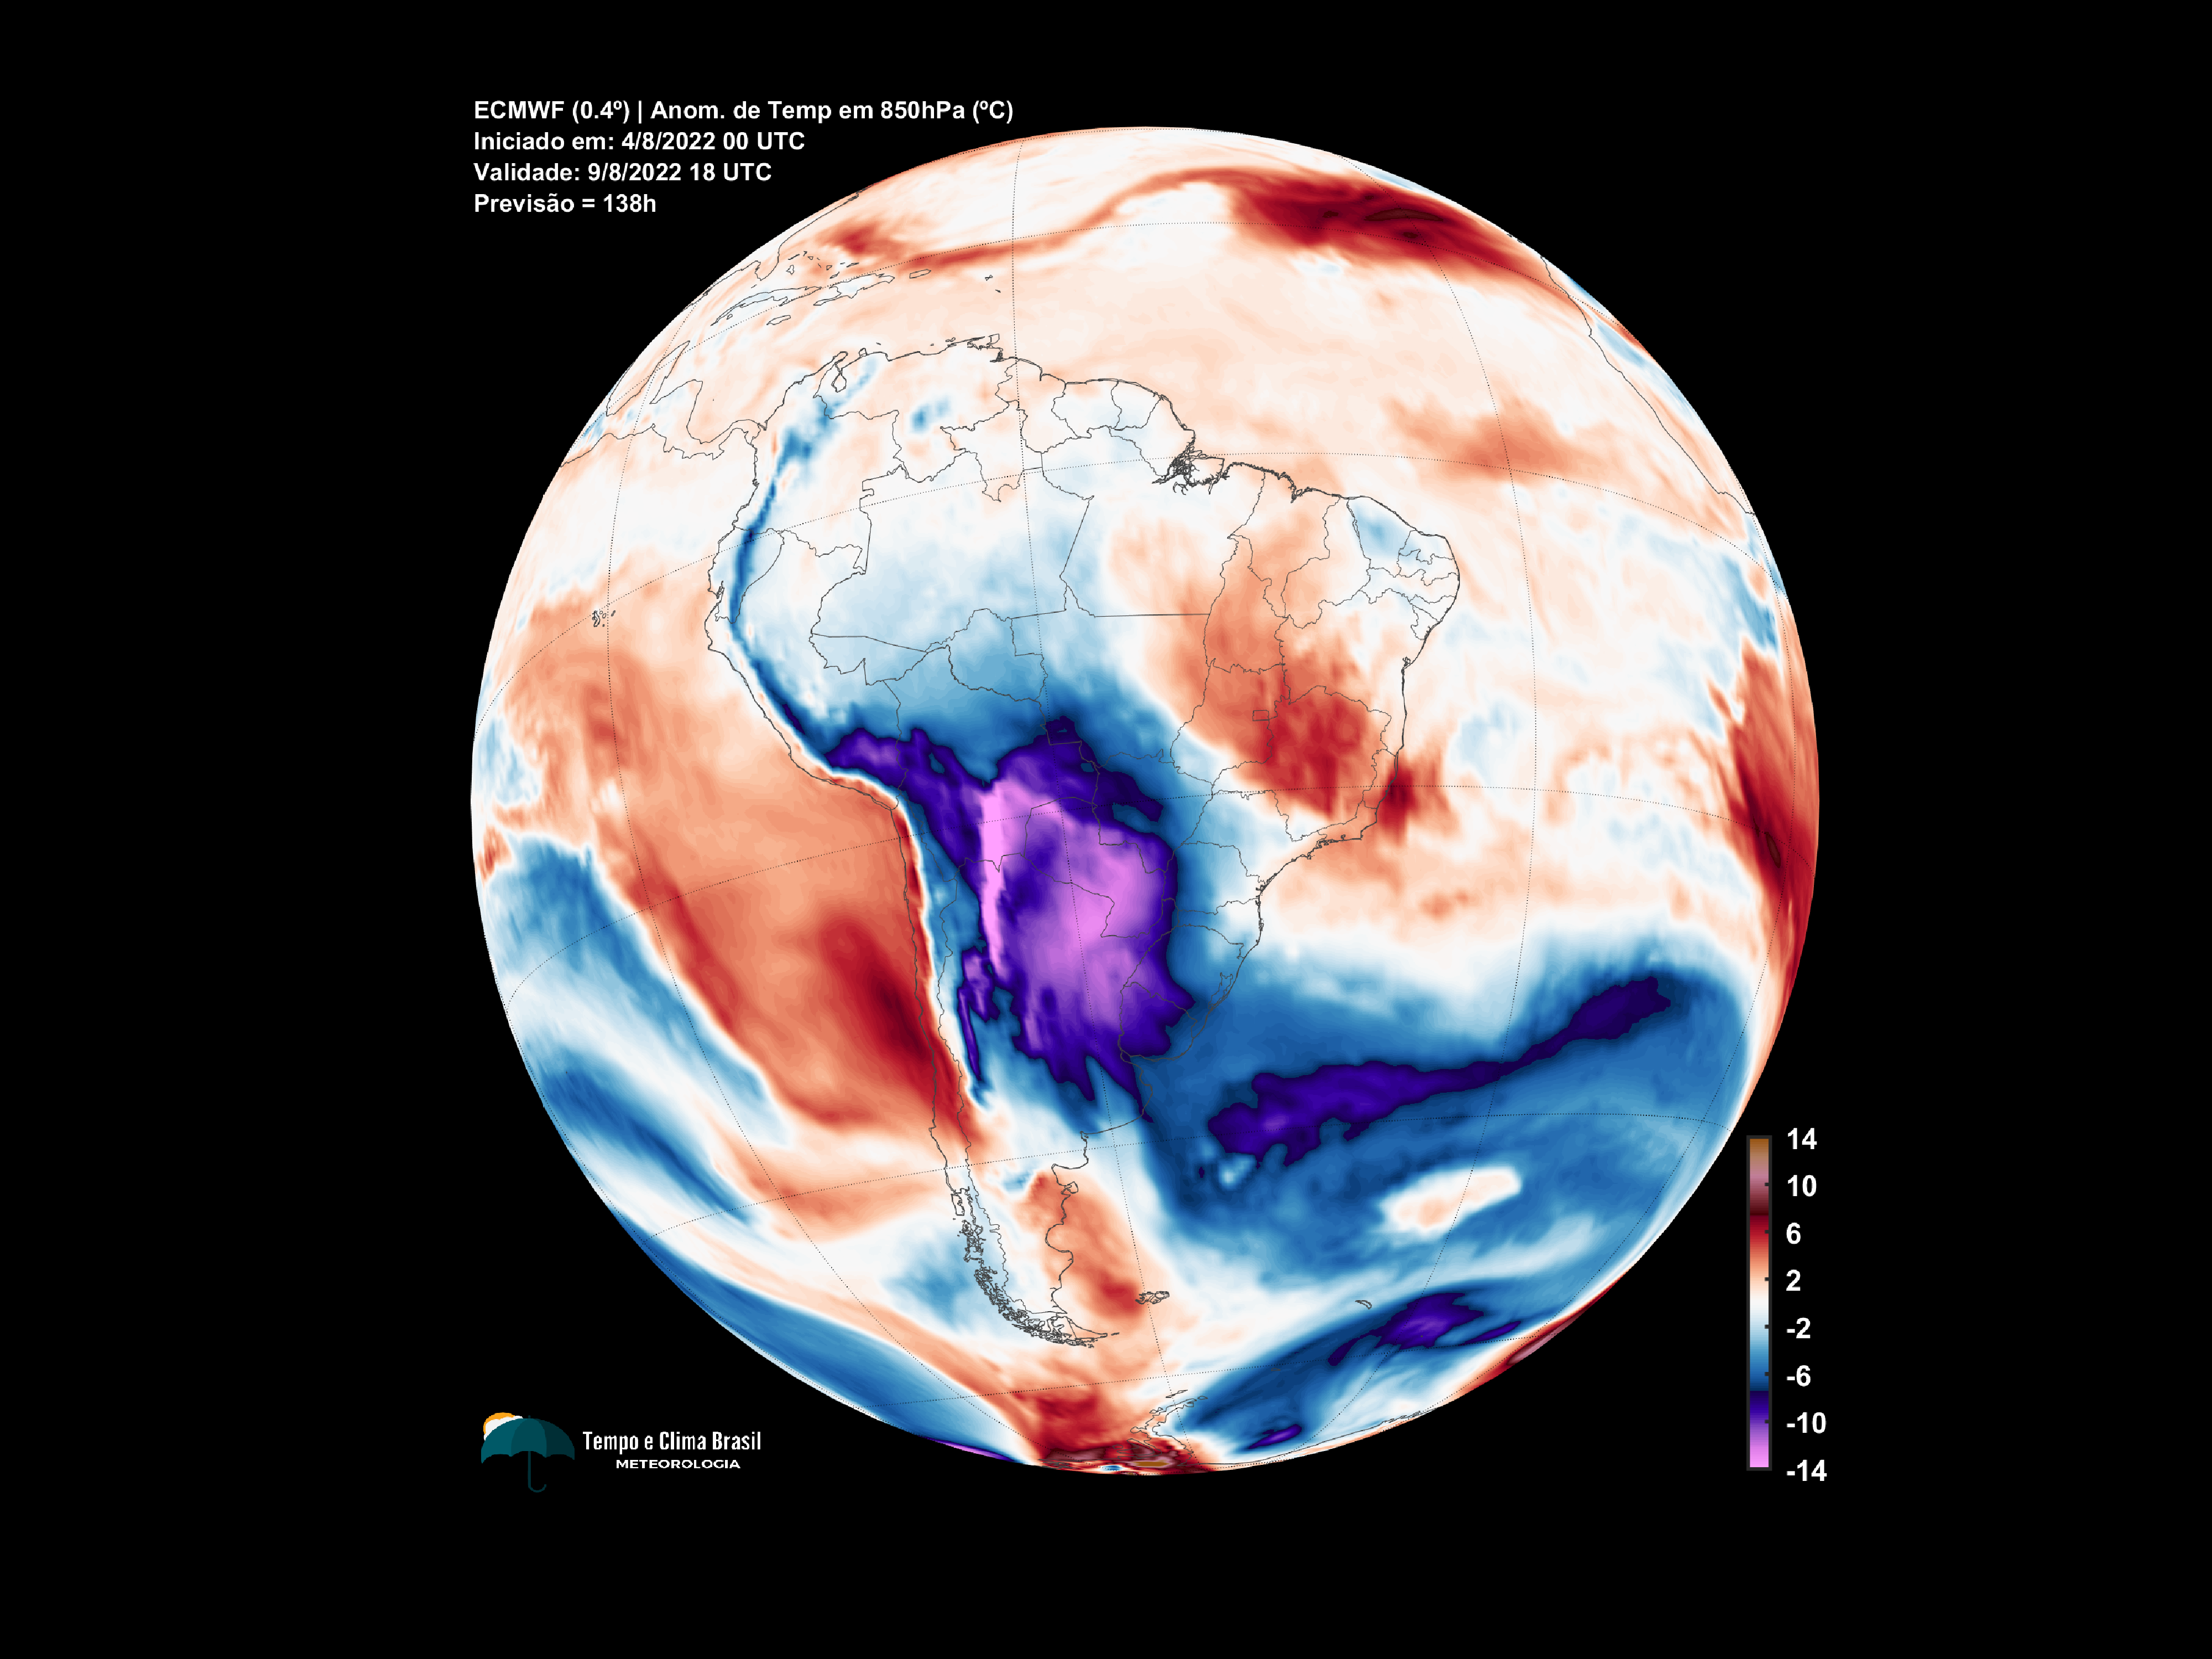 ECMWF (0.4º) | Anom. de Temp em 850hPa (ºC)
Iniciado em: 4/8/2022 00 UTC
Validade: 9/8/2022 18 UTC
Previsão = 138h
14
10
6
2
-2
-6
-10
-14
Tempo e Clima Brasil
METEOROLOGIA